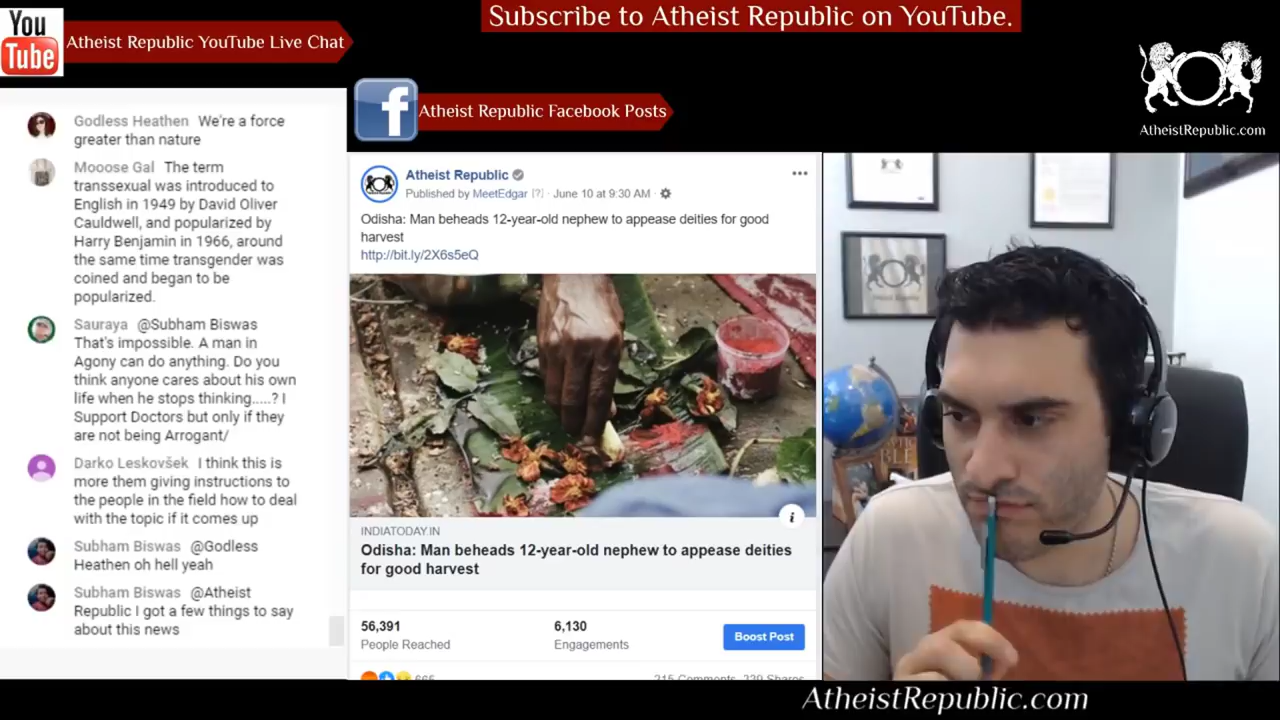 Subscribe to Atheist Republic on YouTube.
You
Tube
Atheist Republic YouTube Live Chat
AtheistRepublic.com
Atheist Republic Facebook Posts
Godless Heathen We're a force
greater than nature
Mooose Gal The term
transsexual was introduced to
English in 1949 by David Oliver
Cauldwell, and popularized by
Harry Benjamin in 1966, around
the same time transgender was
coined and began to be
popularized.
Sauraya @Subham Biswas
That's impossible. A man in
Agony can do anything. Do you
think anyone cares about his own
life when he stops thinking.....? I
Support Doctors but only if they
are not being Arrogant/
Darko Leskovšek I think this is
more them giving instructions to
the people in the field how to deal
with the topic if it comes up
Subham Biswas @Godless
Heathen oh hell yeah
Subham Biswas @Atheist
Republic I got a few things to say
about this news
f
Atheist Republic
Published by MeetEdgar [?] · June 10 at 9:30 AM ·
Odisha: Man beheads 12-year-old nephew to appease deities for good
harvest
http://bit.ly/2X6s5eQ
i
INDIATODAY.IN
Odisha: Man beheads 12-year-old nephew to appease deities
for good harvest
56,391
People Reached
6,130
Engagements
Boost Post
665
215 Comments 229 Shares
AtheistRepublic.com